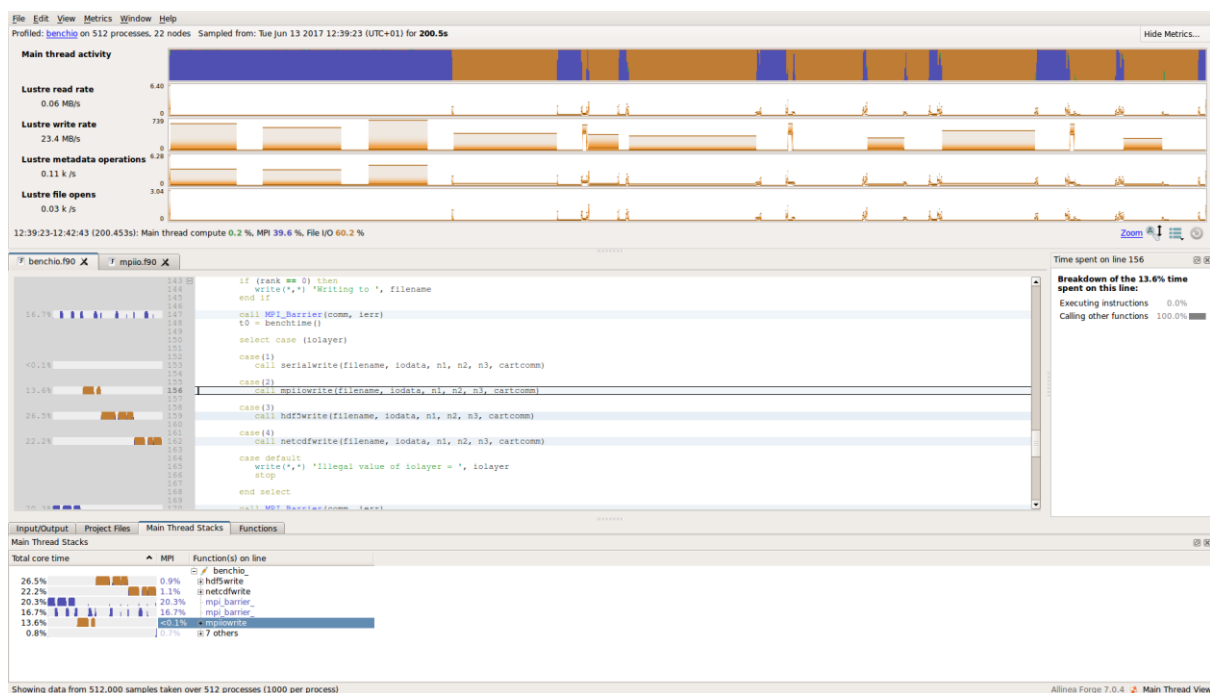 File Edit View Metrics Window Help
Profiled: benchio on 512 processes, 22 nodes Sampled from: Tue Jun 13 2017 12:39:23 (UTC+01) for 200.5s Hide Metrics...
Main thread activity
Lustre read rate 6.40
0.06 MB/s
0
Lustre write rate 739
23.4 MB/s
0
Lustre metadata operations 6.28
0.11 k /s
0
Lustre file opens 3.04
0.03 k /s
0
12:39:23-12:42:43 (200.453s): Main thread compute 0.2 %, MPI 39.6 %, File I/O 60.2 % Zoom
benchio.f90 X mpiio.f90 X Time spent on line 156
143 if (rank == 0) then
144 write(*,*) 'Writing to ', filename
145 end if
146
16.7% 147 call MPI_Barrier(comm, ierr)
148 t0 = benchtime()
149
150 select case (iolayer)
151
152 case(1)
<0.1% 153 call serialwrite(filename, iodata, n1, n2, n3, cartcomm)
154
155 case(2)
13.6% 156 call mpiiowrite(filename, iodata, n1, n2, n3, cartcomm)
157
158 case(3)
26.5% 159 call hdf5write(filename, iodata, n1, n2, n3, cartcomm)
160
161 case(4)
22.2% 162 call netcdfwrite(filename, iodata, n1, n2, n3, cartcomm)
163
164 case default
165 write(*,*) 'Illegal value of iolayer = ', iolayer
166 stop
167
168 end select
169
call MPI_Barrier(comm, ierr)
Breakdown of the 13.6% time
spent on this line:
Executing instructions 0.0%
Calling other functions 100.0%
Input/Output Project Files Main Thread Stacks Functions
Main Thread Stacks
Total core time MPI Function(s) on line
benchio_
26.5% 0.9% hdf5write
22.2% 1.1% netcdfwrite
20.3% 20.3% mpi_barrier_
16.7% 16.7% mpi_barrier_
13.6% <0.1% mpiiowrite
0.8% 0.7% 7 others
Showing data from 512,000 samples taken over 512 processes (1000 per process) Allinea Forge 7.0.4 Main Thread View